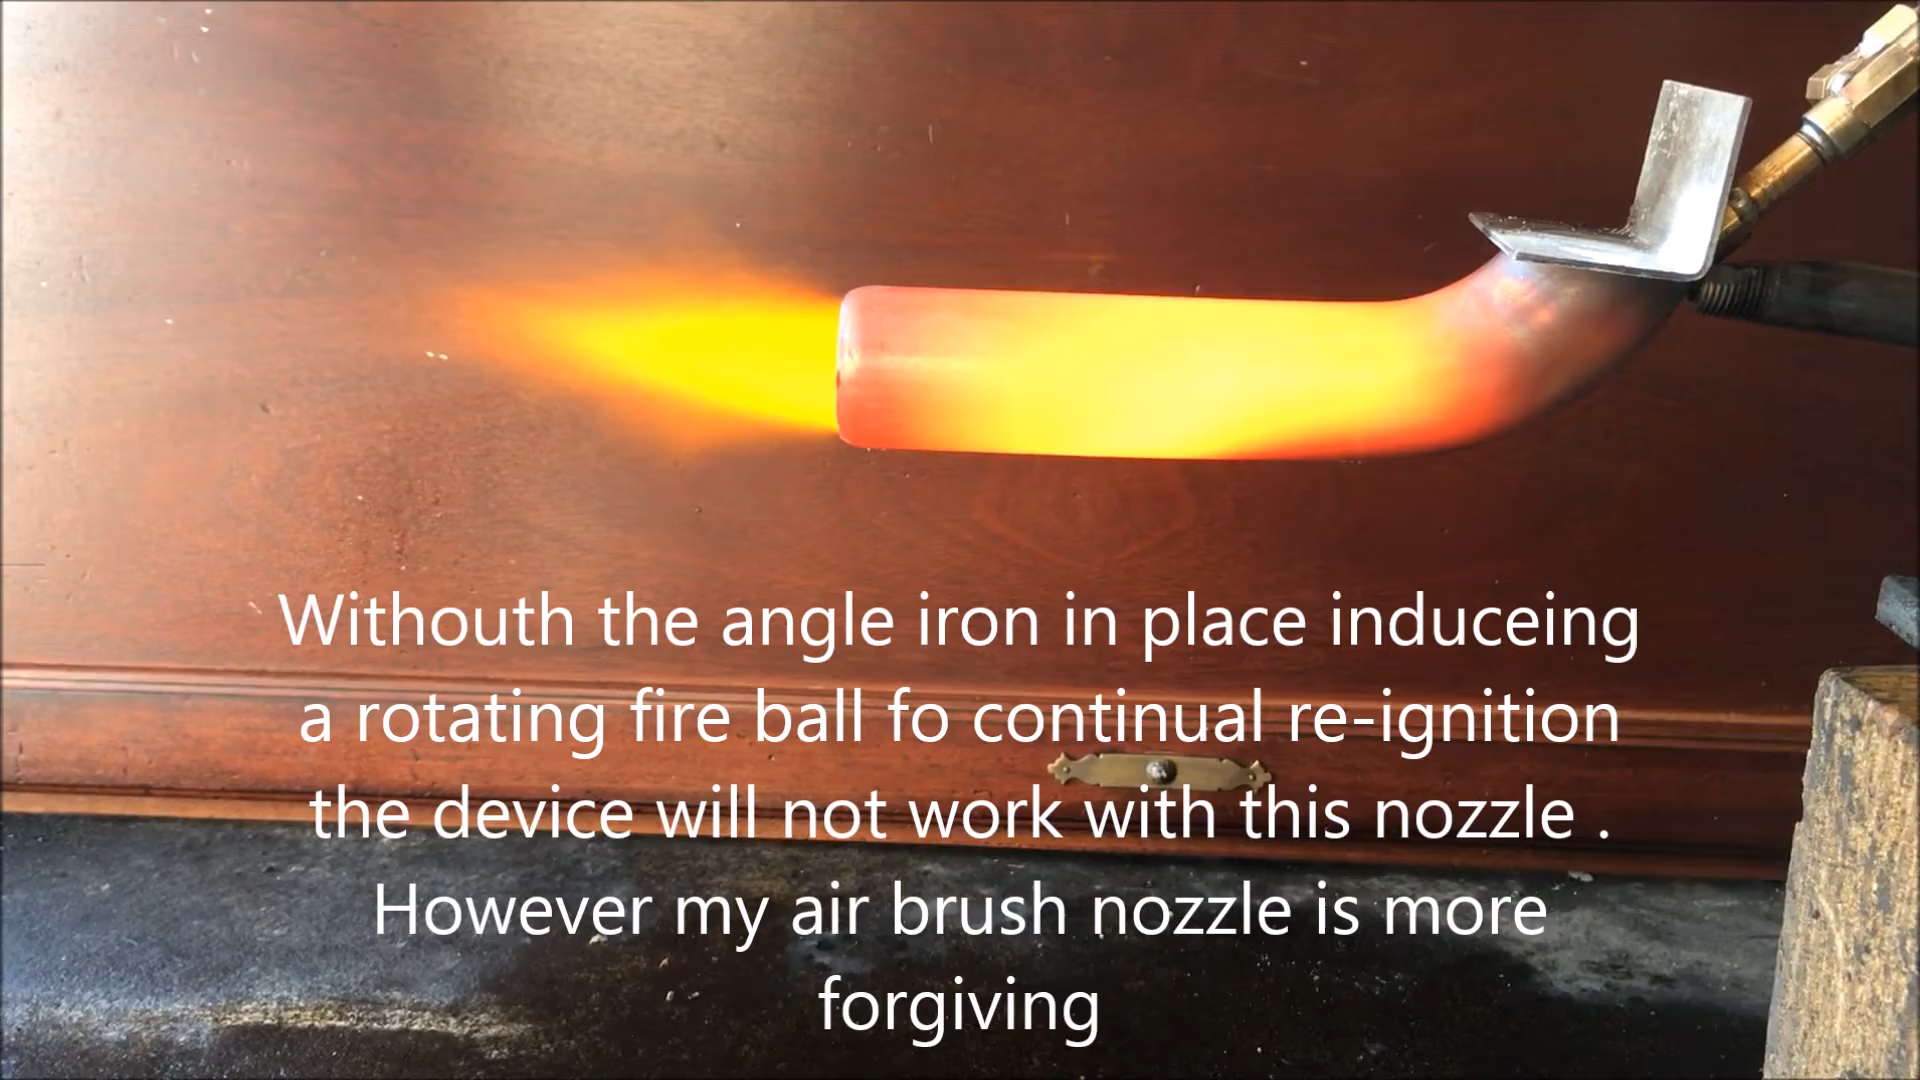 Withouth the angle iron in place induceing
a rotating fire ball fo continual re-ignition
the device will not work with this nozzle .
However my air brush nozzle is more
forgiving